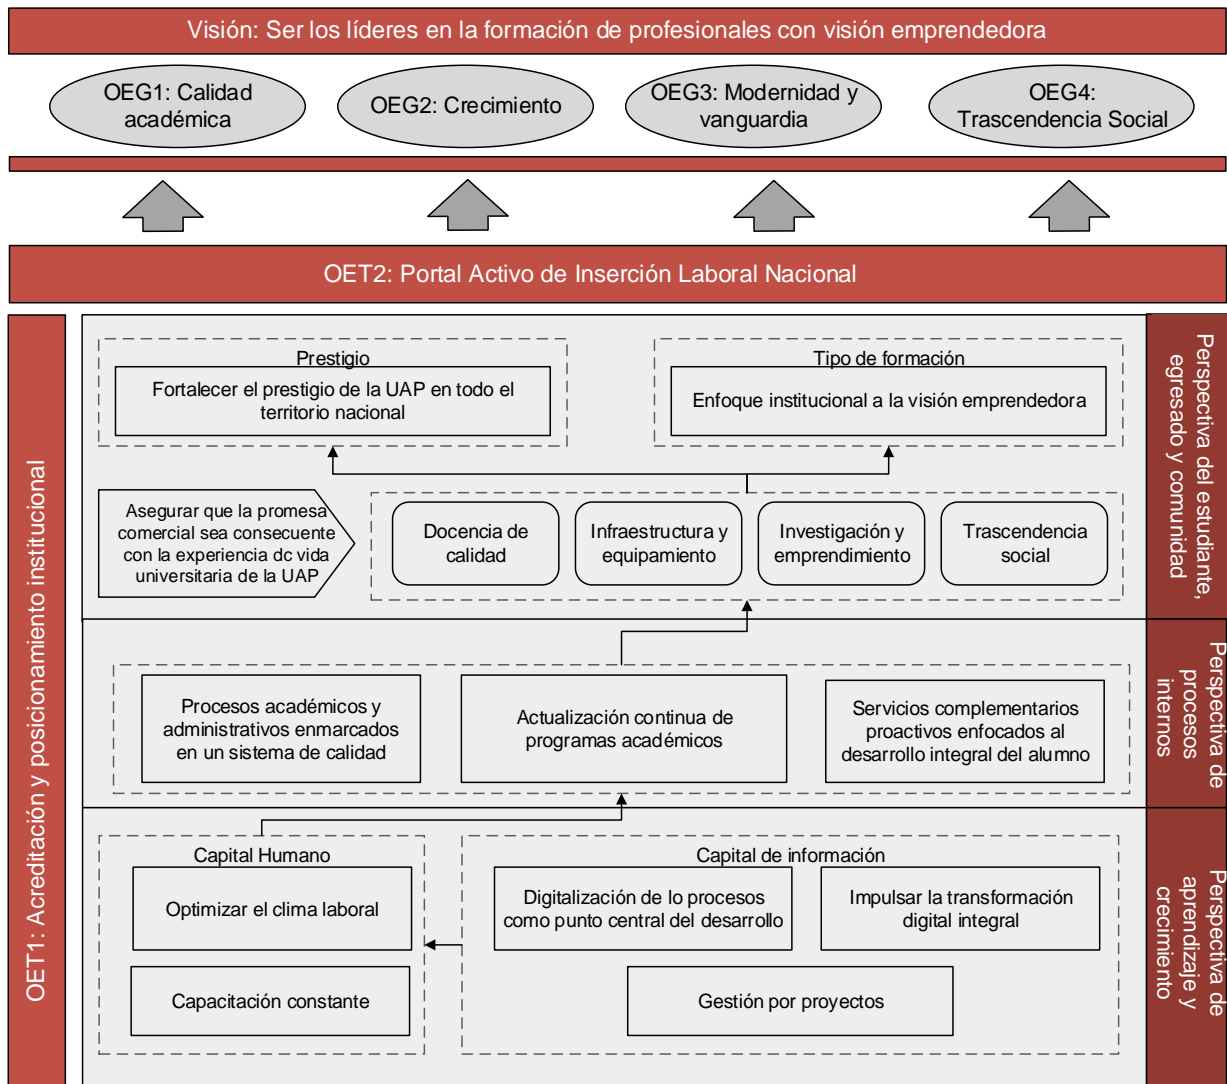 Visión: Ser los líderes en la formación de profesionales con visión emprendedora
OEG1: Calidad
académica
OEG2: Crecimiento
OEG3: Modernidad y
vanguardia
OEG4:
Trascendencia Social
OET2: Portal Activo de Inserción Laboral Nacional
OET1: Acreditación y posicionamiento institucional
Prestigio
Fortalecer el prestigio de la UAP en todo el
territorio nacional
Tipo de formación
Enfoque institucional a la visión emprendedora
Asegurar que la promesa
comercial sea consecuente
con la experiencia dc vida
universitaria de la UAP
Docencia de
calidad
Infraestructura y
equipamiento
Investigación y
emprendimiento
Trascendencia
social
Perspectiva del estudiante,
egresado y comunidad
Procesos académicos y
administrativos enmarcados
en un sistema de calidad
Actualización continua de
programas académicos
Servicios complementarios
proactivos enfocados al
desarrollo integral del alumno
Perspectiva de
procesos
internos
Capital Humano
Optimizar el clima laboral
Capacitación constante
Capital de información
Digitalización de lo procesos
como punto central del desarrollo
Impulsar la transformación
digital integral
Gestión por proyectos
Perspectiva de
aprendizaje y
crecimiento